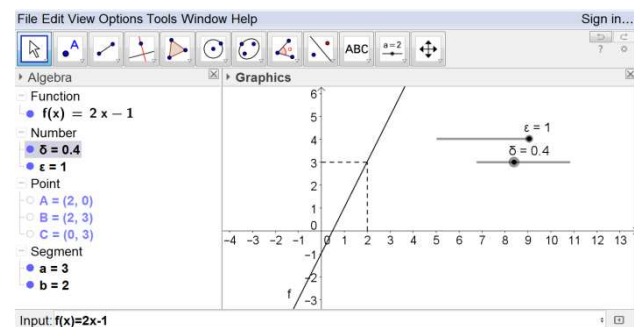 File Edit View Options Tools Window Help Sign in...
ABC a=2
Algebra
Function
f(x) = 2 x − 1
Number
δ = 0.4
ε = 1
Point
A = (2, 0)
B = (2, 3)
C = (0, 3)
Segment
a = 3
b = 2
Graphics
6
5
4
3
2
1
0
-4 -3 -2 -1 0 1 2 3 4 5 6 7 8 9 10 11 12 13
-1
-2
-3
f
ε = 1
δ = 0.4
Input: f(x)=2x-1